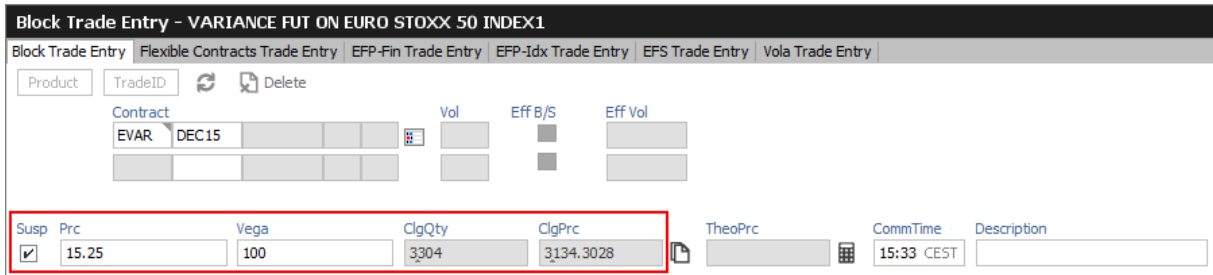 Block Trade Entry - VARIANCE FUT ON EURO STOXX 50 INDEX1
Block Trade Entry Flexible Contracts Trade Entry EFP-Fin Trade Entry EFP-Idx Trade Entry EFS Trade Entry Vola Trade Entry
Product TradeID Delete
Contract Vol Eff B/S Eff Vol
EVAR DEC15
Susp Prc Vega ClgQty ClgPrc TheoPrc CommTime Description
15.25 100 3304 3134.3028 15:33 CEST